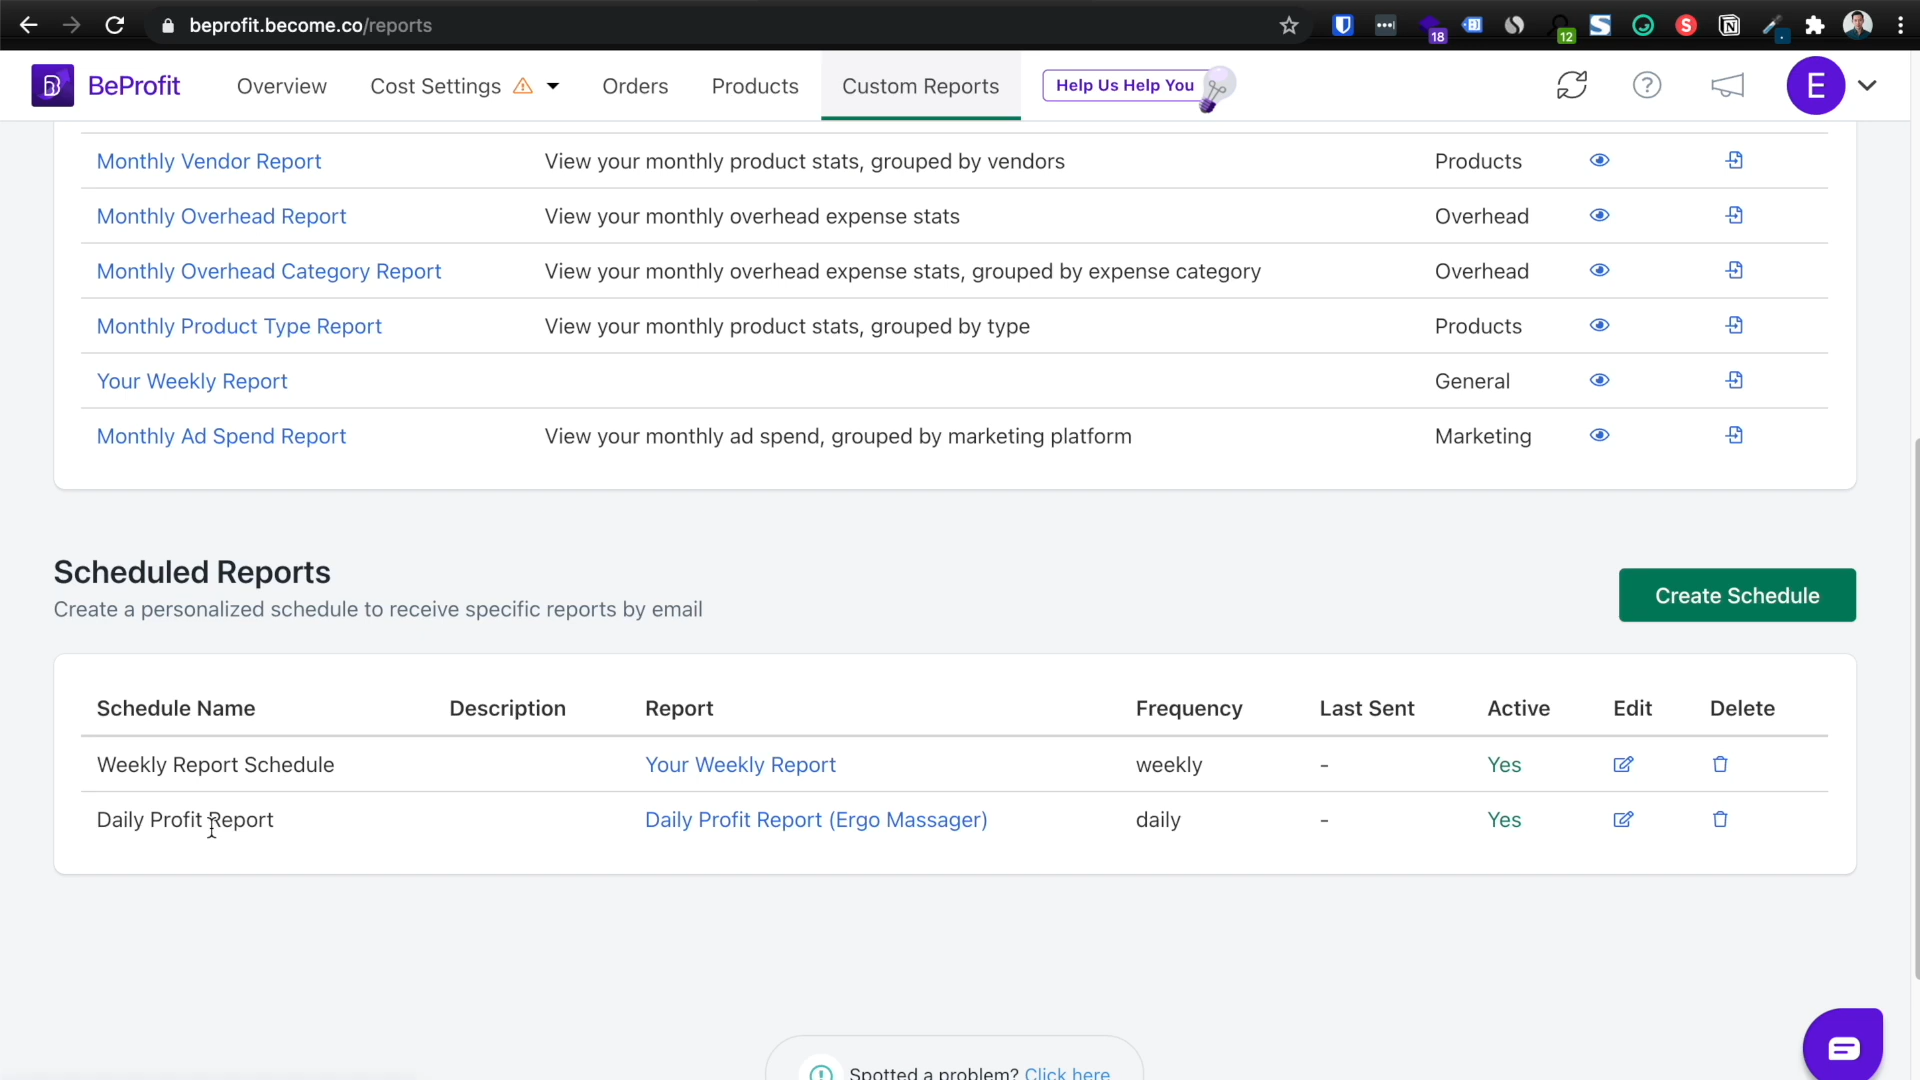 beprofit.become.co/reports
18
12
BeProfit
Overview
Cost Settings
Orders
Products
Custom Reports
Help Us Help You
E
Monthly Vendor Report View your monthly product stats, grouped by vendors Products
Monthly Overhead Report View your monthly overhead expense stats Overhead
Monthly Overhead Category Report View your monthly overhead expense stats, grouped by expense category Overhead
Monthly Product Type Report View your monthly product stats, grouped by type Products
Your Weekly Report General
Monthly Ad Spend Report View your monthly ad spend, grouped by marketing platform Marketing
Scheduled Reports
Create a personalized schedule to receive specific reports by email
Create Schedule
Schedule Name Description Report Frequency Last Sent Active Edit Delete
Weekly Report Schedule Your Weekly Report weekly - Yes
Daily Profit Report Daily Profit Report (Ergo Massager) daily - Yes
Spotted a problem? Click here